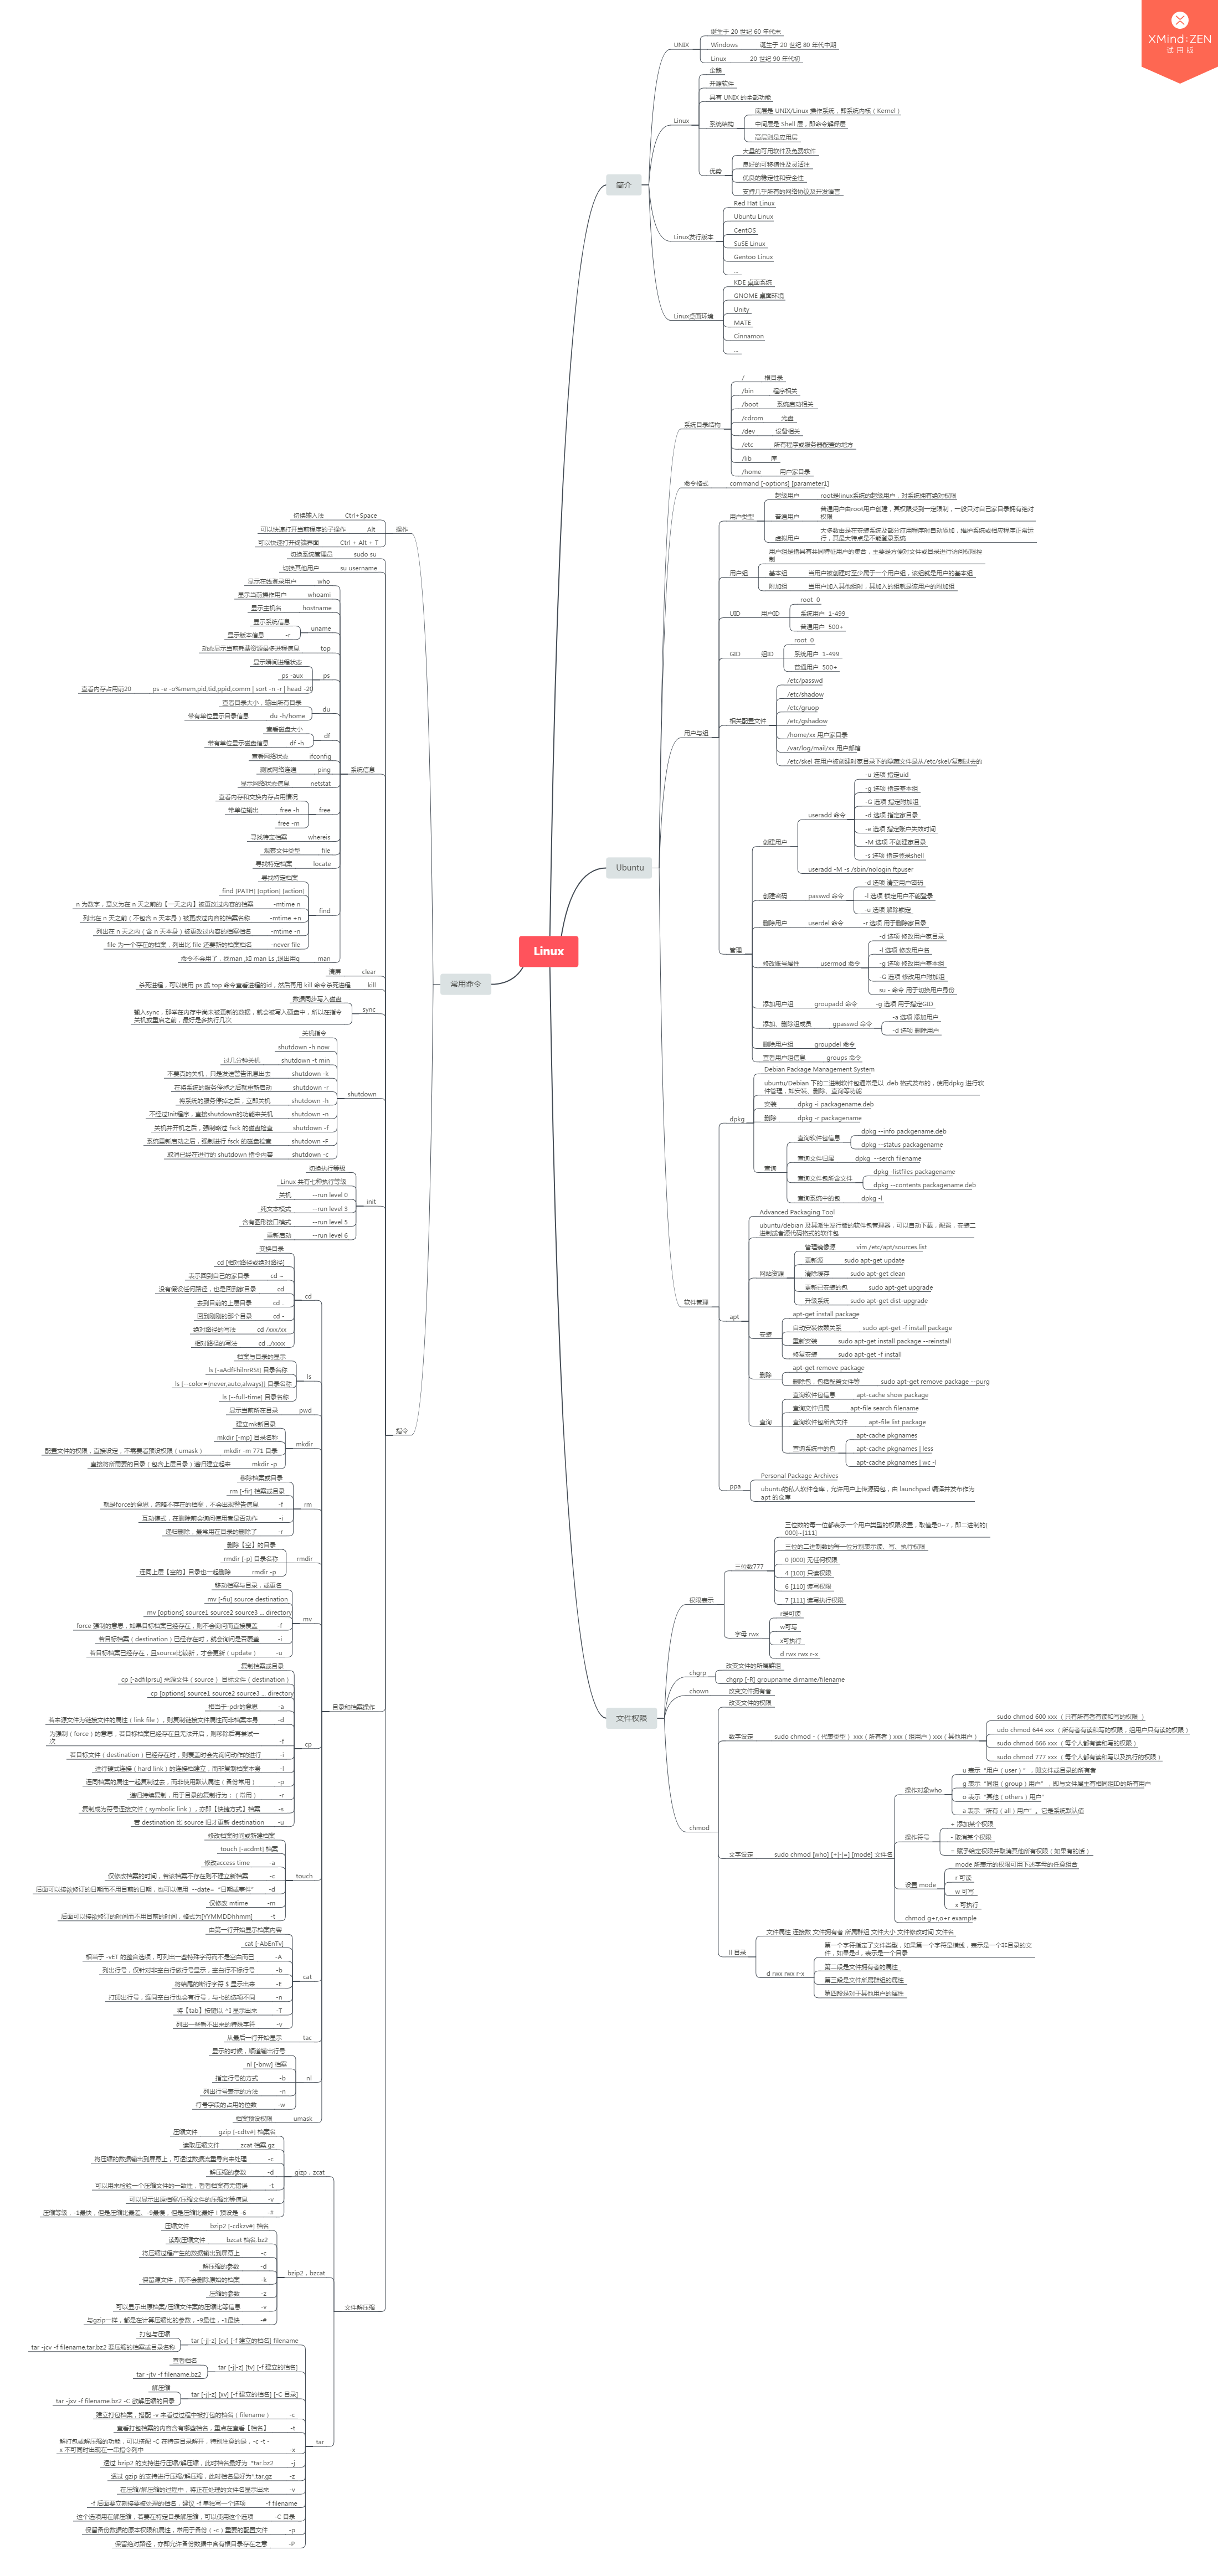 XMind:ZEN
试用版
Linux
简介
UNIX
诞生于 20 世纪 60 年代末
Windows 诞生于 20 世纪 80 年代中期
Linux 20 世纪 90 年代初
Linux
企鹅
开源软件
具有 UNIX 的全部功能
系统结构
底层是 UNIX/Linux 操作系统，即系统内核（Kernel）
中间层是 Shell 层，即命令解释层
高层则是应用层
优势
大量的可用软件及免费软件
良好的可移植性及灵活性
优良的稳定性和安全性
支持几乎所有的网络协议及开发语言
Linux发行版本
Red Hat Linux
Ubuntu Linux
CentOS
SuSE Linux
Gentoo Linux
...
Linux桌面环境
KDE 桌面系统
GNOME 桌面环境
Unity
MATE
Cinnamon
...
Ubuntu
系统目录结构
/ 根目录
/bin 程序相关
/boot 系统启动相关
/cdrom 光盘
/dev 设备相关
/etc 所有程序或服务器配置的地方
/lib 库
/home 用户家目录
命令格式 command [-options] [parameter1]
用户与组
用户类型
超级用户 root是linux系统的超级用户，对系统拥有绝对权限
普通用户 普通用户由root用户创建，其权限受到一定限制，一般只对自己家目录拥有绝对
权限
虚拟用户 大多数由是在安装系统及部分应用程序时自动添加，维护系统或相应程序正常运
行，其最大特点是不能登录系统
用户组
用户组是指具有共同特征用户的集合，主要是方便对文件或目录进行访问权限控
制
基本组 当用户被创建时至少属于一个用户组，该组就是用户的基本组
附加组 当用户加入其他组时，其加入的组就是该用户的附加组
UID 用户ID
root 0
系统用户 1-499
普通用户 500+
GID 组ID
root 0
系统用户 1-499
普通用户 500+
相关配置文件
/etc/passwd
/etc/shadow
/etc/gruop
/etc/gshadow
/home/xx 用户家目录
/var/log/mail/xx 用户邮箱
/etc/skel 在用户被创建时家目录下的隐藏文件是从/etc/skel/复制过去的
管理
创建用户
useradd 命令
-u 选项 指定uid
-g 选项 指定基本组
-G 选项 指定附加组
-d 选项 指定家目录
-e 选项 指定账户失效时间
-M 选项 不创建家目录
-s 选项 指定登录shell
useradd -M -s /sbin/nologin ftpuser
创建密码 passwd 命令
-d 选项 清空用户密码
-l 选项 锁定用户不能登录
-u 选项 解除锁定
删除用户 userdel 命令 -r 选项 用于删除家目录
修改账号属性 usermod 命令
-d 选项 修改用户家目录
-l 选项 修改用户名
-g 选项 修改用户基本组
-G 选项 修改用户附加组
su - 命令 用于切换用户身份
添加用户组 groupadd 命令 -g 选项 用于指定GID
添加、删除组成员 gpasswd 命令
-a 选项 添加用户
-d 选项 删除用户
删除用户组 groupdel 命令
查看用户组信息 groups 命令
软件管理
dpkg
Debian Package Management System
ubuntu/Debian 下的二进制软件包通常是以 .deb 格式发布的，使用dpkg 进行软
件管理，如安装、删除、查询等功能
安装 dpkg -i packagename.deb
删除 dpkg -r packagename
查询
查询软件包信息
dpkg --info packgename.deb
dpkg --status packagename
查询文件归属 dpkg --serch filename
查询文件包所含文件
dpkg -listfiles packagename
dpkg --contents packagename.deb
查询系统中的包 dpkg -l
apt
Advanced Packaging Tool
ubuntu/debian 及其派生发行版的软件包管理器，可以自动下载，配置，安装二
进制或者源代码格式的软件包
网站资源
管理镜像源 vim /etc/apt/sources.list
更新源 sudo apt-get update
清除缓存 sudo apt-get clean
更新已安装的包 sudo apt-get upgrade
升级系统 sudo apt-get dist-upgrade
安装
apt-get install package
自动安装依赖关系 sudo apt-get -f install package
重新安装 sudo apt-get install package --reinstall
修复安装 sudo apt-get -f install
删除
apt-get remove package
删除包，包括配置文件等 sudo apt-get remove package --purg
查询
查询软件包信息 apt-cache show package
查询文件归属 apt-file search filename
查询软件包所含文件 apt-file list package
查询系统中的包
apt-cache pkgnames
apt-cache pkgnames | less
apt-cache pkgnames | wc -l
ppa
Personal Package Archives
ubuntu的私人软件仓库，允许用户上传源码包，由 launchpad 编译并发布作为
apt 的仓库
文件权限
权限表示
三位数777
三位数的每一位都表示一个用户类型的权限设置，取值是0~7，即二进制的[
000]~[111]
三位的二进制数的每一位分别表示读、写、执行权限
0 [000] 无任何权限
4 [100] 只读权限
6 [110] 读写权限
7 [111] 读写执行权限
字母 rwx
r是可读
w可写
x可执行
d rwx rwx r-x
chgrp
改变文件的所属群组
chgrp [-R] groupname dirname/filename
chown 改变文件拥有者
chmod
改变文件的权限
数字设定 sudo chmod -（代表类型） xxx（所有者）xxx（组用户）xxx（其他用户）
sudo chmod 600 xxx （只有所有者有读和写的权限 ）
udo chmod 644 xxx （所有者有读和写的权限，组用户只有读的权限）
sudo chmod 666 xxx （每个人都有读和写的权限）
sudo chmod 777 xxx （每个人都有读和写以及执行的权限）
文字设定 sudo chmod [who] [+|-|=] [mode] 文件名
操作对象who
u 表示“用户（user）”，即文件或目录的所有者
g 表示“同组（group）用户”，即与文件属主有相同组ID的所有用户
o 表示“其他（others）用户”
a 表示“所有（all）用户”。它是系统默认值
操作符号
+ 添加某个权限
- 取消某个权限
= 赋予给定权限并取消其他所有权限（如果有的话）
设置 mode
mode 所表示的权限可用下述字母的任意组合
r 可读
w 可写
x 可执行
chmod g+r,o+r example
ll 目录
文件属性 连接数 文件拥有者 所属群组 文件大小 文件修改时间 文件名
d rwx rwx r-x
第一个字符指定了文件类型，如果第一个字符是横线，表示是一个非目录的文
件，如果是d，表示是一个目录
第二段是文件拥有者的属性
第三段是文件所属群组的属性
第四段是对于其他用户的属性
常用命令
操作
切换输入法 Ctrl+Space
可以快速打开当前程序的子操作 Alt
可以快速打开终端界面 Ctrl + Alt + T
指令
系统信息
切换系统管理员 sudo su
切换其他用户 su username
显示在线登录用户 who
显示当前操作用户 whoami
显示主机名 hostname
uname
显示系统信息
显示版本信息 -r
动态显示当前耗费资源最多进程信息 top
ps
显示瞬间进程状态
ps -aux
查看内存占用前20 ps -e -o%mem,pid,tid,ppid,comm | sort -n -r | head -20
du
查看目录大小，输出所有目录
带有单位显示目录信息 du -h/home
df
查看磁盘大小
带有单位显示磁盘信息 df -h
查看网络状态 ifconfig
测试网络连通 ping
显示网络状态信息 netstat
free
查看内存和交换内存占用情况
带单位输出 free -h
free -m
寻找特定档案 whereis
观察文件类型 file
寻找特定档案 locate
find
寻找特定档案
find [PATH] [option] [action]
n 为数字，意义为在 n 天之前的【一天之内】被更改过内容的档案 -mtime n
列出在 n 天之前（不包含 n 天本身）被更改过内容的档案名称 -mtime +n
列出在 n 天之内（含 n 天本身）被更改过内容的档案档名 -mtime -n
file 为一个存在的档案，列出比 file 还要新的档案档名 -never file
命令不会用了，找man ,如 man Ls ,退出用q man
清屏 clear
杀死进程，可以使用 ps 或 top 命令查看进程的id，然后再用 kill 命令杀死进程 kill
sync
数据同步写入磁盘
输入sync，那举在内存中尚未被更新的数据，就会被写入硬盘中，所以在指令
关机或重启之前，最好是多执行几次
shutdown
关机指令
shutdown -h now
过几分钟关机 shutdown -t min
不要真的关机，只是发送警告讯息出去 shutdown -k
在将系统的服务停掉之后就重新启动 shutdown -r
将系统的服务停掉之后，立即关机 shutdown -h
不经过Init程序，直接shutdown的功能来关机 shutdown -n
关机并开机之后，强制略过 fsck 的磁盘检查 shutdown -f
系统重新启动之后，强制进行 fsck 的磁盘检查 shutdown -F
取消已经在进行的 shutdown 指令内容 shutdown -c
init
切换执行等级
Linux 共有七种执行等级
关机 --run level 0
纯文本模式 --run level 3
含有图形接口模式 --run level 5
重新启动 --run level 6
目录和档案操作
cd
变换目录
cd [相对路径或绝对路径]
表示回到自己的家目录 cd ~
没有假设任何路径，也是回到家目录 cd
去到目前的上层目录 cd ..
回到刚刚的那个目录 cd -
绝对路径的写法 cd /xxx/xx
相对路径的写法 cd ../xxxx
ls
档案与目录的显示
ls [-aAdfFhilnrRSt] 目录名称
ls [--color={never,auto,always}] 目录名称
ls [--full-time] 目录名称
显示当前所在目录 pwd
mkdir
建立mk新目录
mkdir [-mp] 目录名称
配置文件的权限，直接设定，不需要看预设权限（umask） mkdir -m 771 目录
直接将所需要的目录（包含上层目录）递归建立起来 mkdir -p
rm
移除档案或目录
rm [-fir] 档案或目录
就是force的意思，忽略不存在的档案，不会出现警告信息 -f
互动模式，在删除前会询问使用者是否动作 -i
递归删除，最常用在目录的删除了 -r
rmdir
删除【空】的目录
rmdir [-p] 目录名称
连同上层【空的】目录也一起删除 rmdir -p
mv
移动档案与目录，或更名
mv [-fiu] source destination
mv [options] source1 source2 source3 ... directory
force 强制的意思，如果目标档案已经存在，则不会询问而直接覆盖 -f
若目标档案（destination）已经存在时，就会询问是否覆盖 -i
若目标档案已经存在，且source比较新，才会更新（update） -u
cp
复制档案或目录
cp [-adfilprsu] 来源文件（source ）目标文件（destination）
cp [options] source1 source2 source3 ... directory
相当于-pdr的意思 -a
若来源文件为链接文件的属性（link file），则复制链接文件属性而非档案本身 -d
为强制（force）的意思，若目标档案已经存在且无法开启，则移除后再尝试一
次 -f
若目标文件（destination）已经存在时，则覆盖时会先询问动作的进行 -i
进行硬式连接（hard link）的连接档建立，而非复制档案本身 -l
连同档案的属性一起复制过去，而非使用默认属性（备份常用） -p
递归持续复制，用于目录的复制行为；（常用） -r
复制成为符号连接文件（symbolic link），亦即【快捷方式】档案 -s
若 destination 比 source 旧才更新 destination -u
touch
修改档案时间或新建档案
touch [-acdmt] 档案
修改access time -a
仅修改档案的时间，若该档案不存在则不建立新档案 -c
后面可以接欲修订的日期而不用目前的日期，也可以使用 --date=“日期或事件” -d
仅修改 mtime -m
后面可以接欲修订的时间而不用目前的时间，格式为[YYMMDDhhmm] -t
cat
由第一行开始显示档案内容
cat [-AbEnTv]
相当于 -vET 的整合选项，可列出一些特殊字符而不是空白而已 -A
列出行号，仅针对非空白行做行号显示，空白行不标行号 -b
将结尾的断行字符 $ 显示出来 -E
打印出行号，连同空白行也会有行号，与-b的选项不同 -n
将【tab】按键以 ^I 显示出来 -T
列出一些看不出来的特殊字符 -v
从最后一行开始显示 tac
nl
显示的时候，顺道输出行号
nl [-bnw] 档案
指定行号的方式 -b
列出行号表示的方法 -n
行号字段的占用的位数 -w
档案预设权限 umask
文件解压缩
gizp，zcat
压缩文件 gzip [-cdtv#] 档案名
读取压缩文件 zcat 档案.gz
将压缩的数据输出到屏幕上，可透过数据流重导向来处理 -c
解压缩的参数 -d
可以用来检验一个压缩文件的一致性，看看档案有无错误 -t
可以显示出原档案/压缩文件的压缩比等信息 -v
压缩等级，-1最快，但是压缩比最差、-9最慢，但是压缩比最好！预设是 -6 -#
bzip2，bzcat
压缩文件 bzip2 [-cdkzv#] 档名
读取压缩文件 bzcat 档名.bz2
将压缩过程产生的数据输出到屏幕上 -c
解压缩的参数 -d
保留源文件，而不会删除原始的档案 -k
压缩的参数 -z
可以显示出原档案/压缩文件案的压缩比等信息 -v
与gzip一样，都是在计算压缩比的参数，-9最佳，-1最快 -#
tar
tar [-j|-z] [cv] [-f 建立的档名] filename
打包与压缩
tar -jcv -f filename.tar.bz2 要压缩的档案或目录名称
tar [-j|-z] [tv] [-f 建立的档名]
查看档名
tar -jtv -f filename.bz2
tar [-j|-z] [xv] [-f 建立的档名] [-C 目录]
解压缩
tar -jxv -f filename.bz2 -C 欲解压缩的目录
建立打包档案，搭配 -v 来看过过程中被打包的档名（filename） -c
查看打包档案的内容含有哪些档名，重点在查看【档名】 -t
解打包或解压缩的功能，可以搭配 -C 在特定目录解开，特别注意的是，-c -t -
x 不可同时出现在一串指令列中 -x
透过 bzip2 的支持进行压缩/解压缩，此时档名最好为 .*tar.bz2 -j
透过 gzip 的支持进行压缩/解压缩，此时档名最好为*.tar.gz -z
在压缩/解压缩的过程中，将正在处理的文件名显示出来 -v
-f 后面要立刻接要被处理的档名，建议 -f 单独写一个选项 -f filename
这个选项用在解压缩，若要在特定目录解压缩，可以使用这个选项 -C 目录
保留备份数据的原本权限和属性，常用于备份（-c）重要的配置文件 -p
保留绝对路径，亦即允许备份数据中含有根目录存在之意 -P